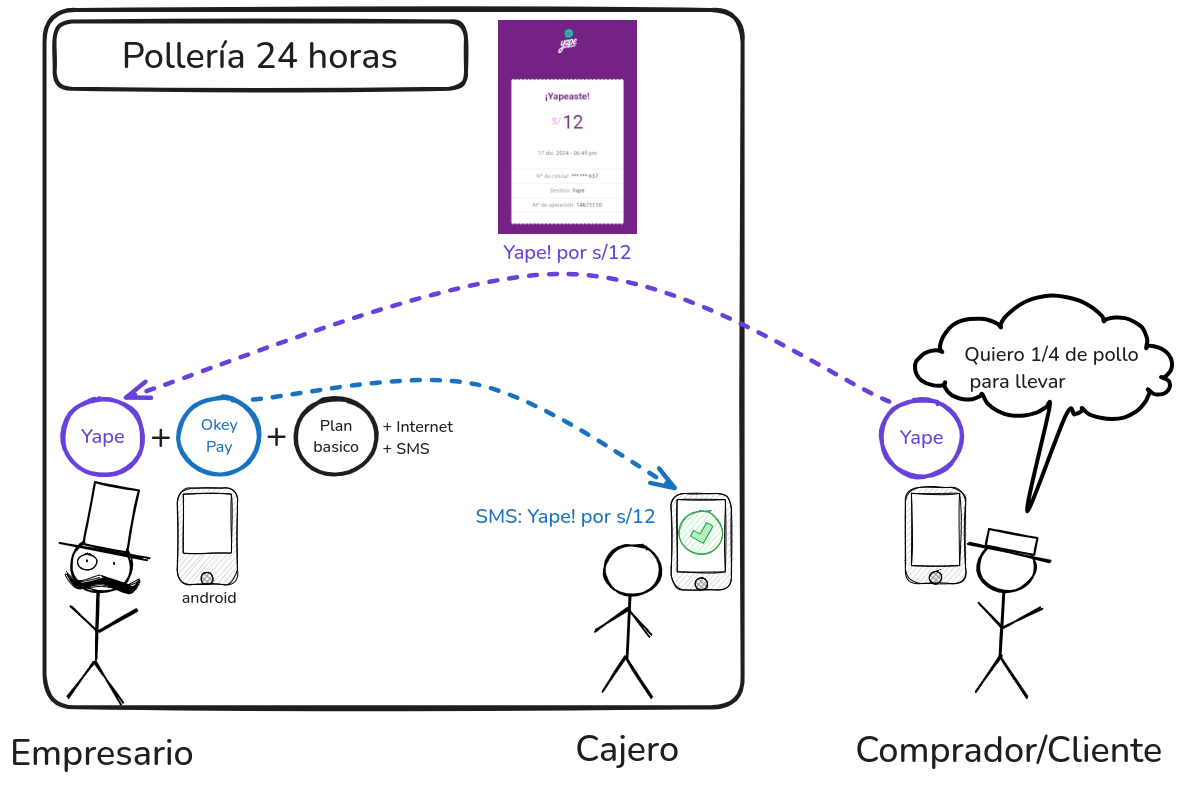 Pollería 24 horas
yape
¡Yapeaste!
S/ 12
17 dic. 2024 - 06:49 pm
Nº de celular: *** *** 637
Destino: Yape
Nº de operación: 14671110
Yape! por s/12
Quiero 1/4 de pollo
para llevar
Yape
+
Okey
Pay
+
Plan
basico
+ Internet
+ SMS
Yape
SMS: Yape! por s/12
android
Empresario
Cajero
Comprador/Cliente